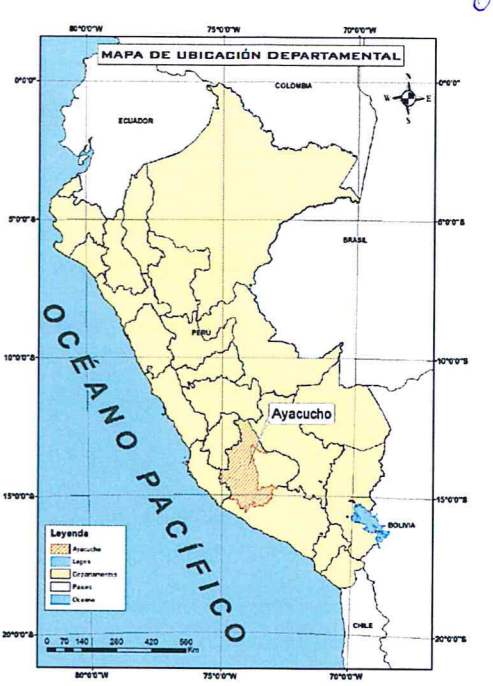 80°0'0"W 75°0'0"W 70°0'0"W
MAPA DE UBICACIÓN DEPARTAMENTAL
0°0'0" 0°0'0"
COLOMBIA
N
W E
S
ECUADOR
5°0'0"S 5°0'0"S
BRASIL
PERU
10°0'0"S 10°0'0"S
OCÉANO PACÍFICO
Ayacucho
15°0'0"S 15°0'0"S
BOLIVIA
Leyenda
Ayacucho
Lagos
Departamentos
Paises
Oceano
CHILE
20°0'0"S 20°0'0"S
0 70 140 280 420 560
Km
80°0'0"W 75°0'0"W 70°0'0"W